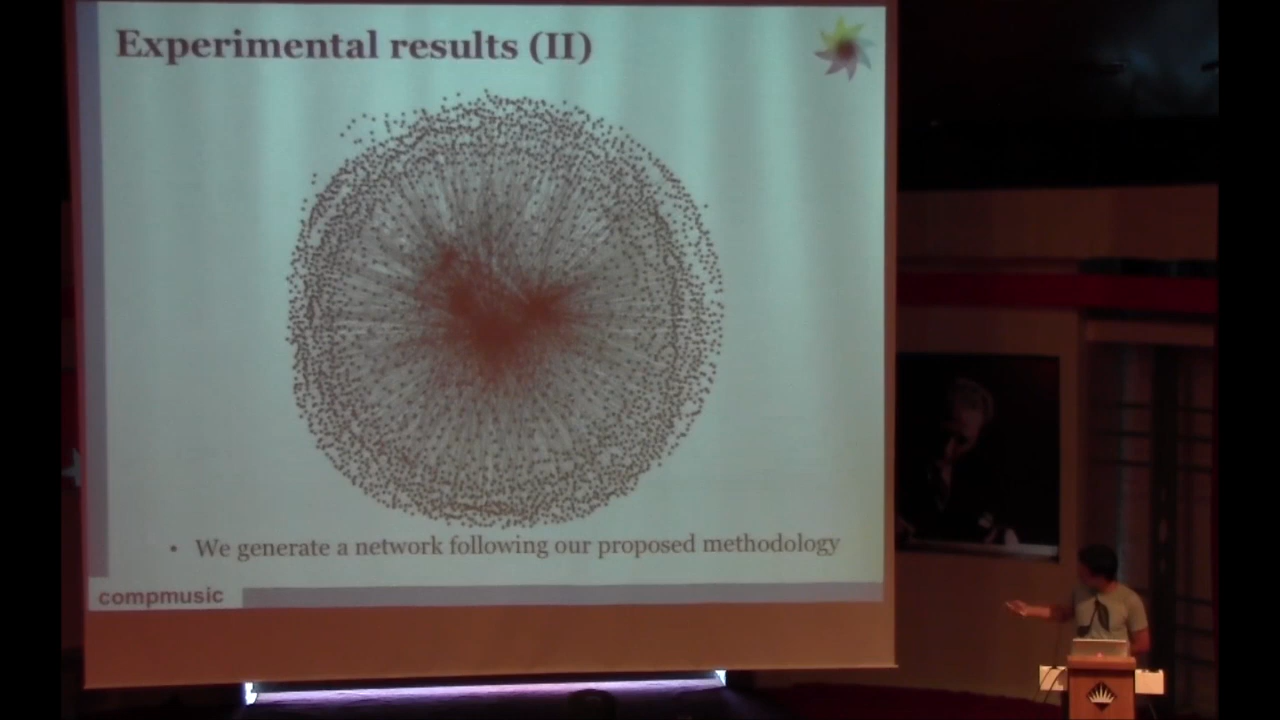 Experimental results (II)
• We generate a network following our proposed methodology
compmusic